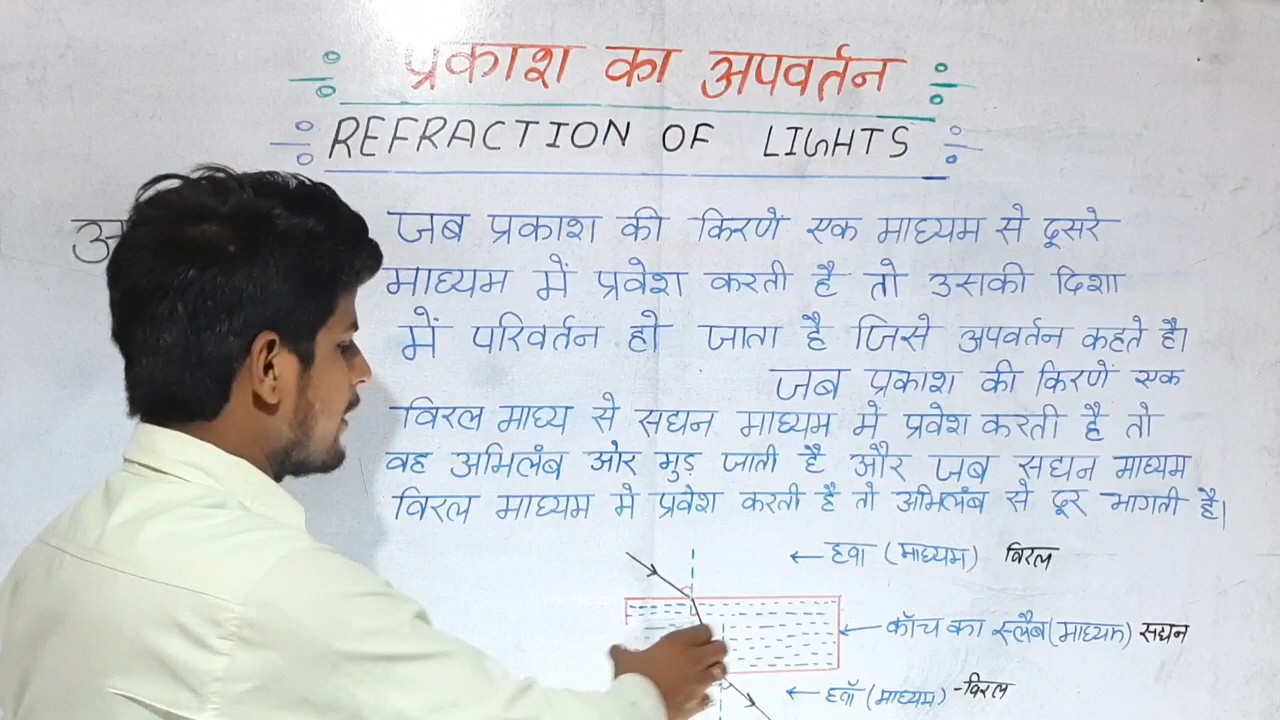 प्रकाश का अपवर्तन
REFRACTION OF LIGHTS
जब प्रकाश की किरणें एक माध्यम से दूसरे
माध्यम में प्रवेश करती है तो उसकी दिशा
में परिवर्तन हो जाता है जिसे अपवर्तन कहते है।
जब प्रकाश की किरणें एक
विरल माध्य से सघन माध्यम मे प्रवेश करती है तो
वह अभिलंब ओर मुड़ जाती है और जब सघन माध्यम
विरल माध्यम मे प्रवेश करती है तो अभिलंब से दूर भागती है।
← हवा (माध्यम) विरल
← कॉच का स्लैब (माध्यम) सघन
← हवॉ (माध्यम) - विरल